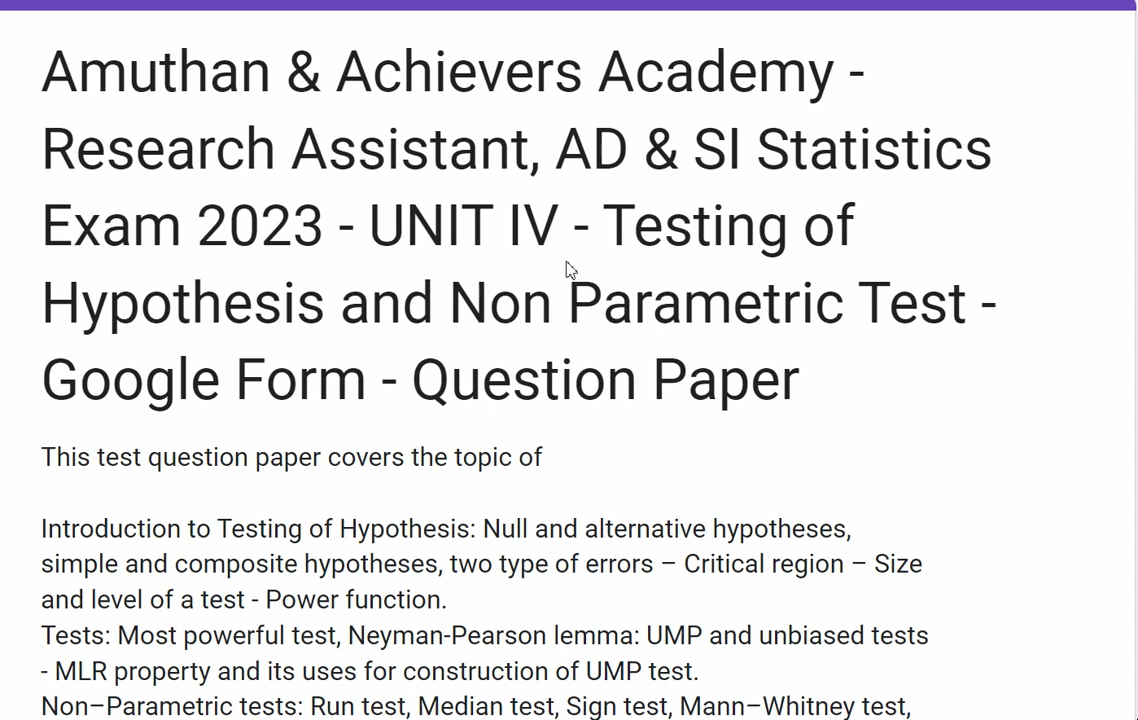 Amuthan & Achievers Academy -
Research Assistant, AD & SI Statistics
Exam 2023 - UNIT IV - Testing of
Hypothesis and Non Parametric Test -
Google Form - Question Paper
This test question paper covers the topic of
Introduction to Testing of Hypothesis: Null and alternative hypotheses,
simple and composite hypotheses, two type of errors – Critical region – Size
and level of a test - Power function.
Tests: Most powerful test, Neyman-Pearson lemma: UMP and unbiased tests
- MLR property and its uses for construction of UMP test.
Non–Parametric tests: Run test, Median test, Sign test, Mann–Whitney test,